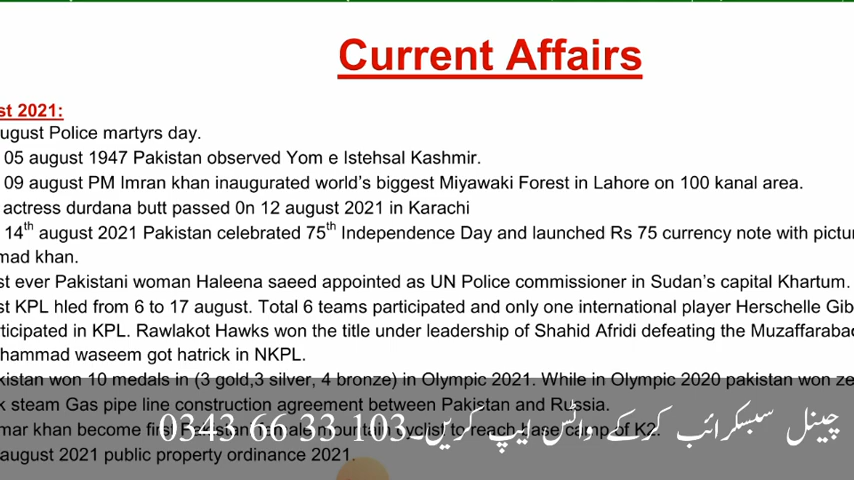 Current Affairs
st 2021:
ugust Police martyrs day.
05 august 1947 Pakistan observed Yom e Istehsal Kashmir.
09 august PM Imran khan inaugurated world's biggest Miyawaki Forest in Lahore on 100 kanal area.
actress durdana butt passed 0n 12 august 2021 in Karachi
14th august 2021 Pakistan celebrated 75th Independence Day and launched Rs 75 currency note with pictur
mad khan.
st ever Pakistani woman Haleena saeed appointed as UN Police commissioner in Sudan's capital Khartum.
st KPL hled from 6 to 17 august. Total 6 teams participated and only one international player Herschelle Gib
rticipated in KPL. Rawlakot Hawks won the title under leadership of Shahid Afridi defeating the Muzaffarabad
hammad waseem got hatrick in NKPL.
kistan won 10 medals in (3 gold,3 silver, 4 bronze) in Olympic 2021. While in Olympic 2020 pakistan won ze
k steam Gas pipe line construction agreement between Pakistan and Russia.
mar khan become first Pakistani female mountain cyclist to reach base camp of K2.
چینل سبسکرائب کرکے واٹس ایپ کریں۔0343 66 33 103
august 2021 public property ordinance 2021.